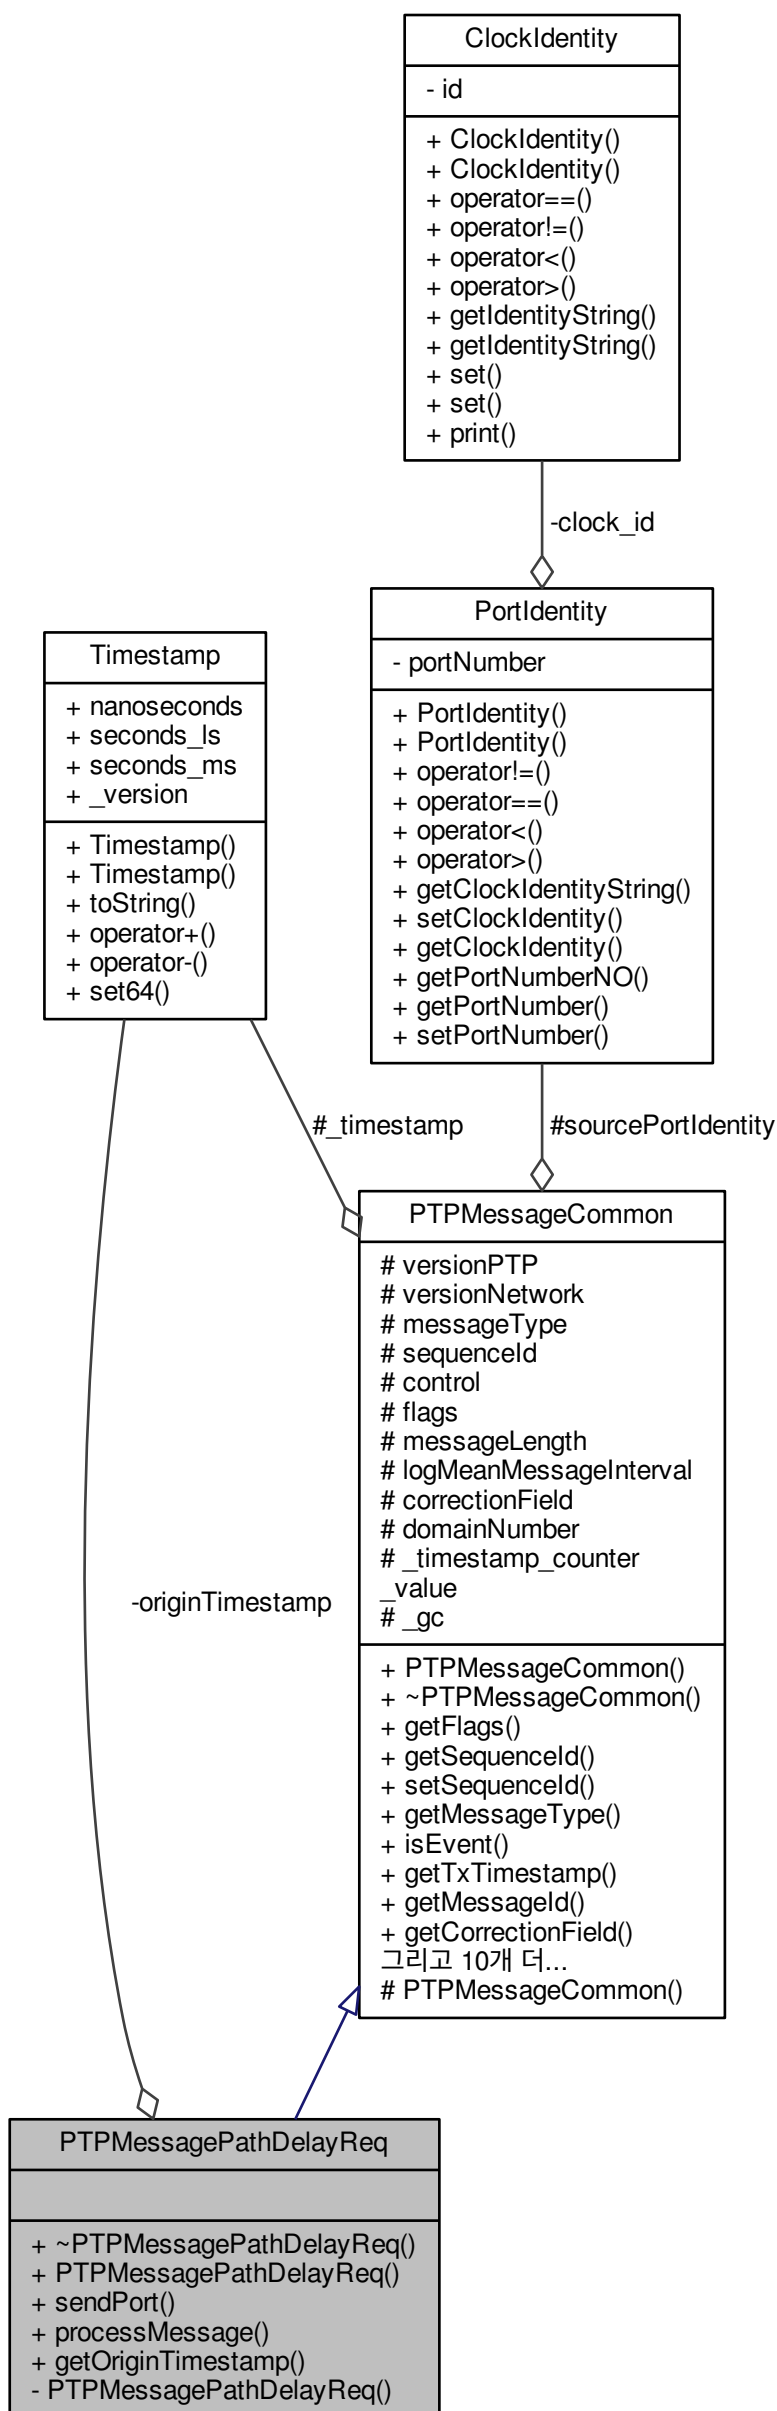 ClockIdentity
- id
+ ClockIdentity()
+ ClockIdentity()
+ operator==()
+ operator!=()
+ operator<()
+ operator>()
+ getIdentityString()
+ getIdentityString()
+ set()
+ set()
+ print()
-clock_id
PortIdentity
- portNumber
+ PortIdentity()
+ PortIdentity()
+ operator!=()
+ operator==()
+ operator<()
+ operator>()
+ getClockIdentityString()
+ setClockIdentity()
+ getClockIdentity()
+ getPortNumberNO()
+ getPortNumber()
+ setPortNumber()
Timestamp
+ nanoseconds
+ seconds_ls
+ seconds_ms
+ _version
+ Timestamp()
+ Timestamp()
+ toString()
+ operator+()
+ operator-()
+ set64()
#_timestamp
#sourcePortIdentity
PTPMessageCommon
# versionPTP
# versionNetwork
# messageType
# sequenceId
# control
# flags
# messageLength
# logMeanMessageInterval
# correctionField
# domainNumber
# _timestamp_counter
_value
# _gc
+ PTPMessageCommon()
+ ~PTPMessageCommon()
+ getFlags()
+ getSequenceId()
+ setSequenceId()
+ getMessageType()
+ isEvent()
+ getTxTimestamp()
+ getMessageId()
+ getCorrectionField()
그리고 10개 더...
# PTPMessageCommon()
-originTimestamp
PTPMessagePathDelayReq
+ ~PTPMessagePathDelayReq()
+ PTPMessagePathDelayReq()
+ sendPort()
+ processMessage()
+ getOriginTimestamp()
- PTPMessagePathDelayReq()